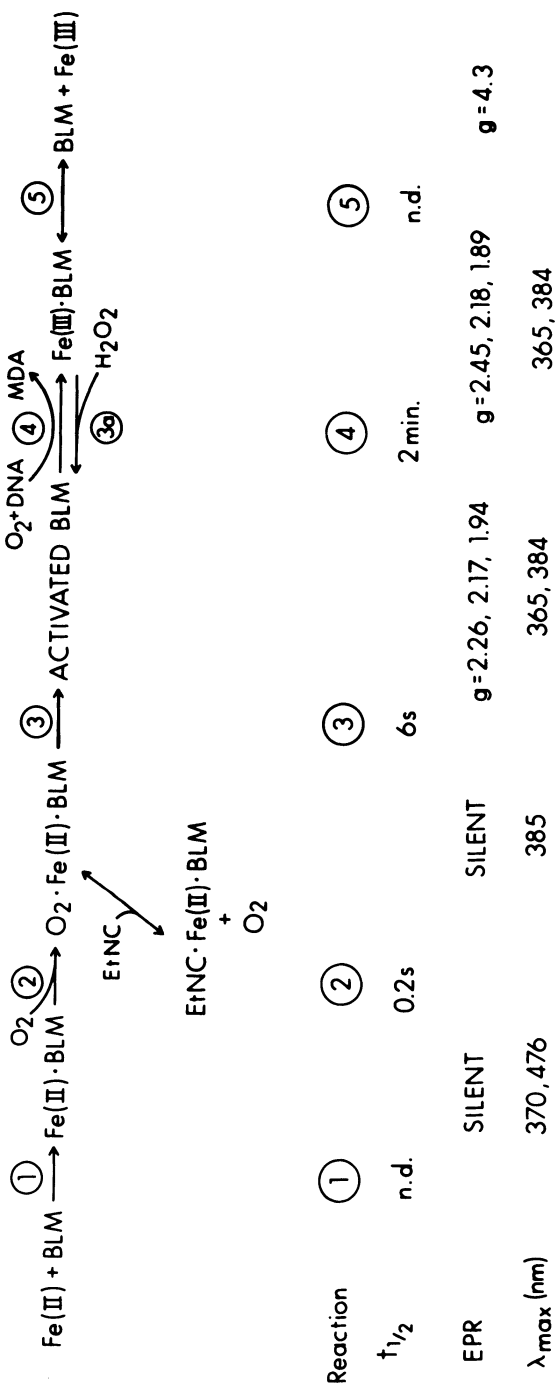 O2+DNA MDA
O2
① ② ③ ④ ⑤
Fe(II) + BLM → Fe(II)·BLM → O2·Fe(II)·BLM → ACTIVATED BLM ⇄ Fe(III)·BLM ↔ BLM + Fe(III)
3a
H2O2
EtNC
EtNC·Fe(II)·BLM
+
O2
Reaction ① ② ③ ④ ⑤
t1/2 n.d. 0.2s 6s 2 min. n.d.
EPR SILENT SILENT g=2.26, 2.17, 1.94 g=2.45, 2.18, 1.89 g=4.3
λmax (nm) 370,476 385 365, 384 365, 384